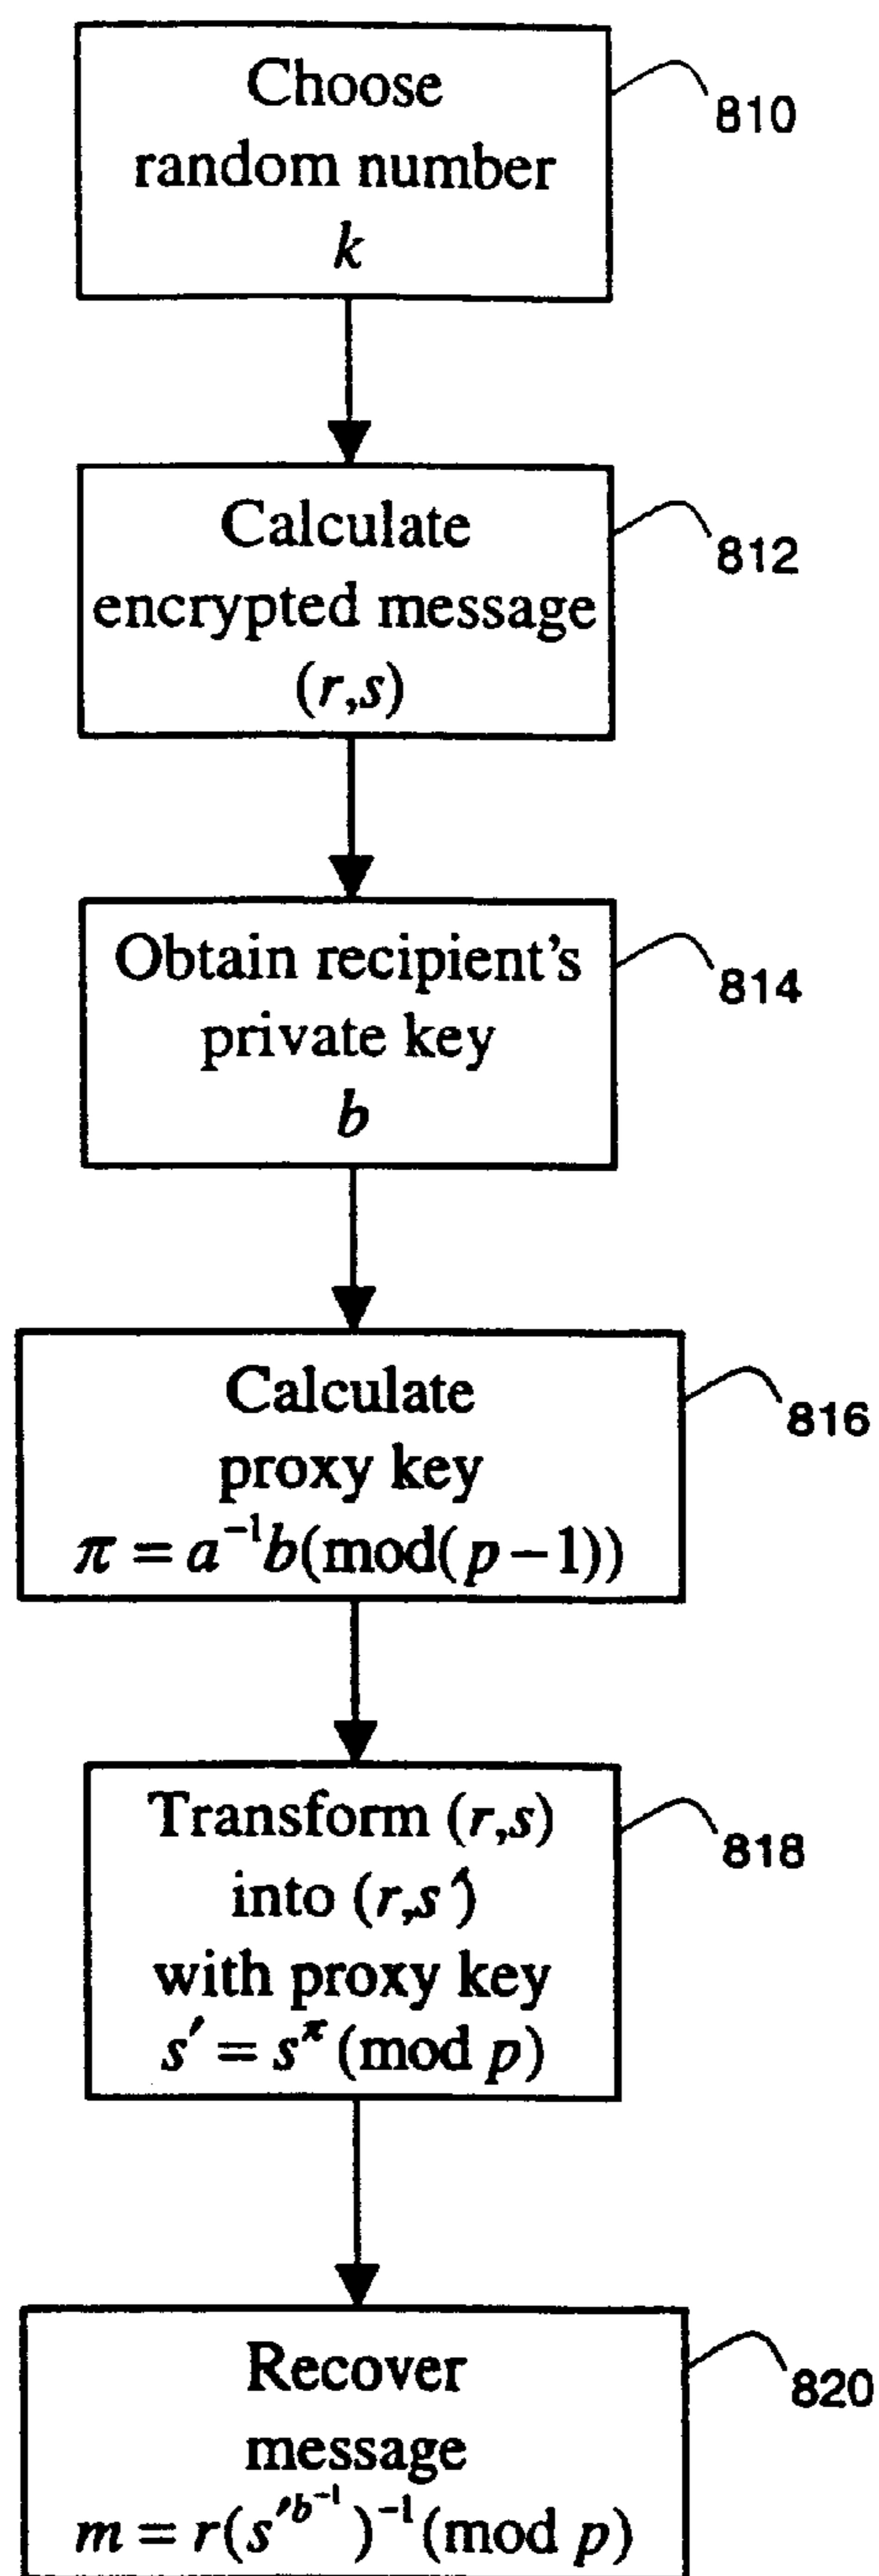 Choose
random number
k
810
Calculate
encrypted message
(r,s)
812
Obtain recipient's
private key
b
814
Calculate
proxy key
π = a⁻¹b(mod(p−1))
816
Transform (r,s)
into (r,s′)
with proxy key
s′ = s^π (mod p)
818
Recover
message
m = r(s′^b⁻¹)⁻¹(mod p)
820